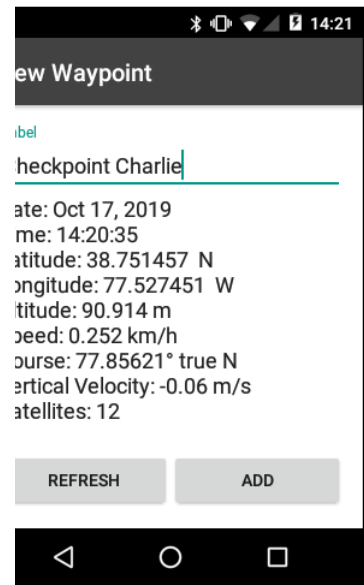 14:21
ew Waypoint
abel
heckpoint Charlie
ate: Oct 17, 2019
me: 14:20:35
atitude: 38.751457 N
ongitude: 77.527451 W
ltitude: 90.914 m
peed: 0.252 km/h
ourse: 77.85621° true N
ertical Velocity: -0.06 m/s
atellites: 12
REFRESH ADD